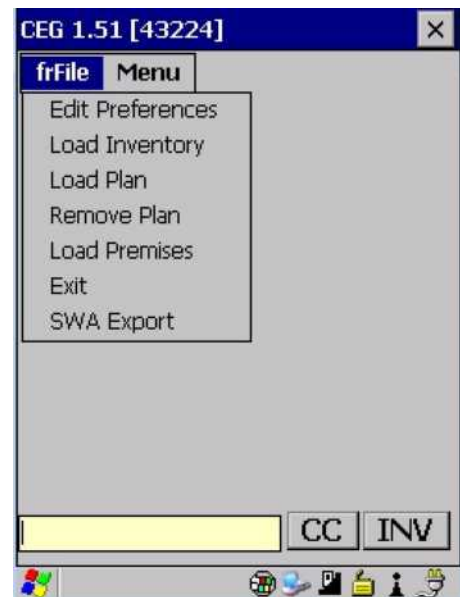 CEG 1.51 [43224]
frFile Menu
Edit Preferences
Load Inventory
Load Plan
Remove Plan
Load Premises
Exit
SWA Export
CC INV